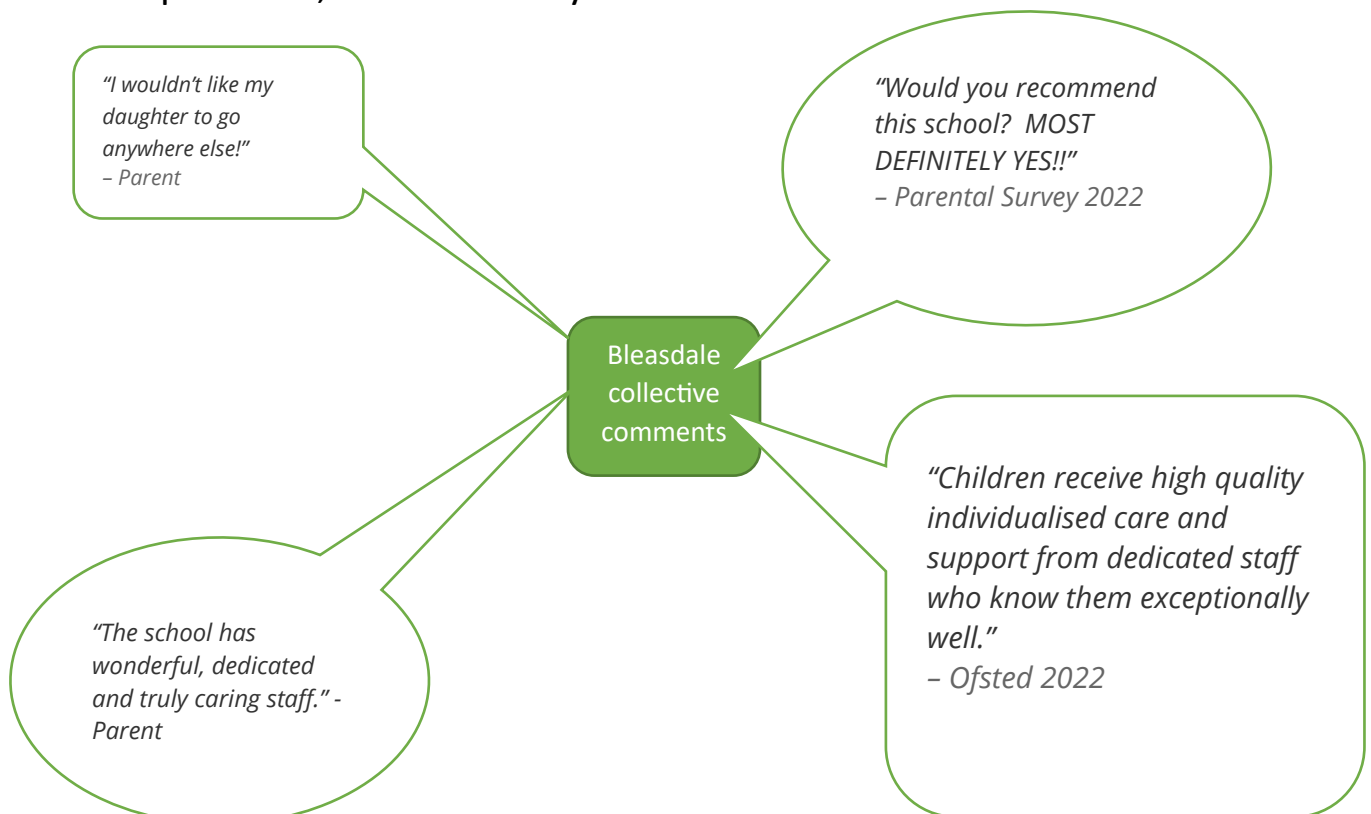 “I wouldn’t like my
daughter to go
anywhere else!”
– Parent
“Would you recommend
this school?  MOST
DEFINITELY YES!!”
– Parental Survey 2022
Bleasdale
collective
comments
“Children receive high quality
individualised care and
support from dedicated staff
who know them exceptionally
well.”
– Ofsted 2022
“The school has
wonderful, dedicated
and truly caring staff.” -
Parent